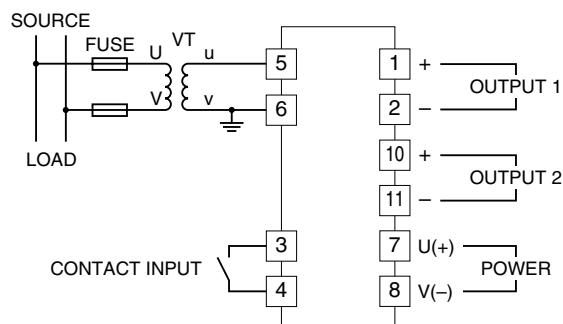 SOURCE
FUSE U VT u 5 1 +
OUTPUT 1
V v 6 2 −
LOAD
10 +
OUTPUT 2
11 −
3 7 U(+)
CONTACT INPUT POWER
4 8 V(−)